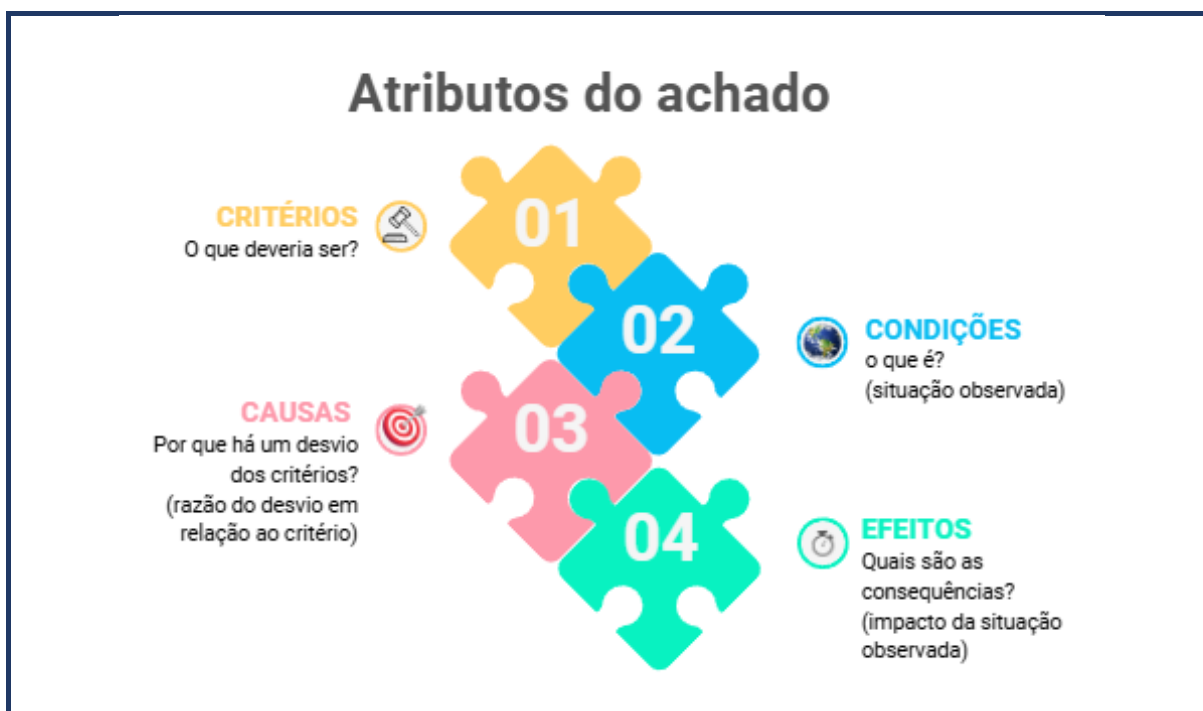 Atributos do achado
01
CRITÉRIOS
O que deveria ser?
02
CONDIÇÕES
o que é?
(situação observada)
03
CAUSAS
Por que há um desvio
dos critérios?
(razão do desvio em
relação ao critério)
04
EFEITOS
Quais são as
consequências?
(impacto da situação
observada)